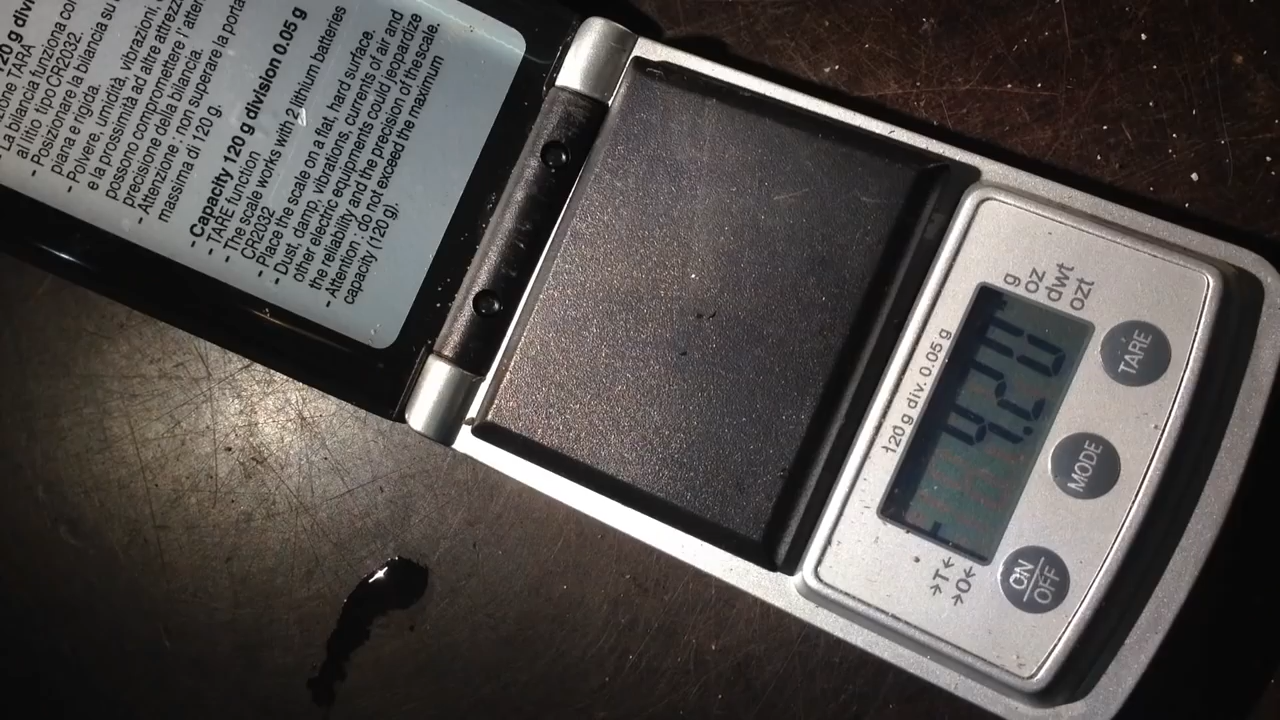 20 g div
zione TARA
La bilancia funziona co
al litio tipo CR2032.
- Posizionare la bilancia su
piana e rigida.
- Polvere, umidità, vibrazioni,
e la prossimità ad altre attrezz
possono compromettere l'atten
precisione della bilancia.
- Attenzione : non superare la porta
massima di 120 g.
- Capacity 120 g division 0.05 g
- TARE function
- The scale works with 2 lithium batteries
CR2032
- Place the scale on a flat, hard surface.
- Dust, damp, vibrations, currents of air and
other electric equipments could jeopardize
the reliability and the precision of the scale.
- Attention : do not exceed the maximum
capacity (120 g).
120 g div. 0.05 g
g
oz
dwt
ozt
→T←
→O←
TARE
MODE
ON
OFF